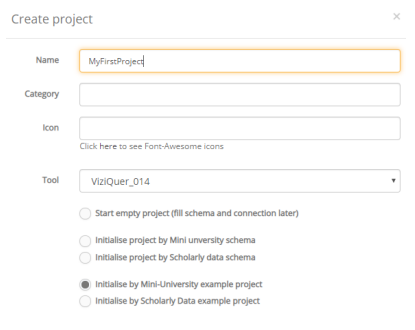 Create project ×
Name MyFirstProject
Category
Icon
Click here to see Font-Awesome icons
Tool ViziQuer_014
Start empty project (fill schema and connection later)
Initialise project by Mini unversity schema
Initialise project by Scholarly data schema
Initialise by Mini-University example project
Initialise by Scholarly Data example project